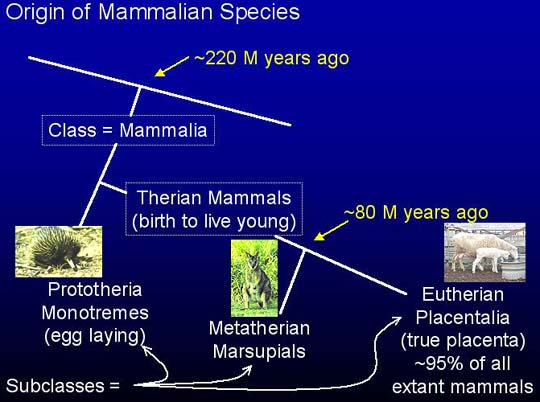 Origin of Mammalian Species
~220 M years ago
Class = Mammalia
Therian Mammals
(birth to live young)
~80 M years ago
Prototheria
Monotremes
(egg laying)
Metatherian
Marsupials
Eutherian
Placentalia
(true placenta)
~95% of all
extant mammals
Subclasses =